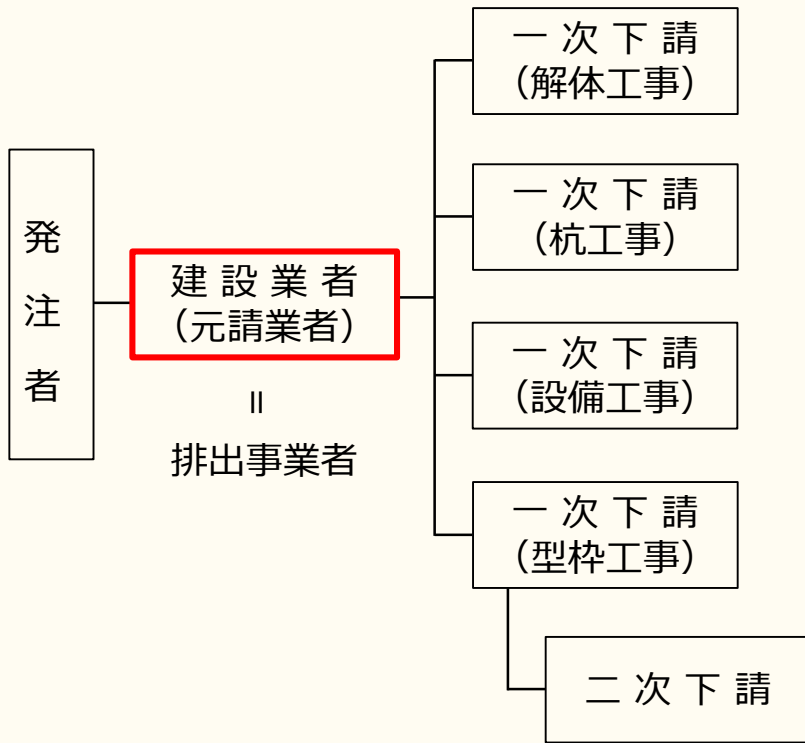 発注者
建設業者
（元請業者）
＝
排出事業者
一次下請
（解体工事）
一次下請
（杭工事）
一次下請
（設備工事）
一次下請
（型枠工事）
二次下請